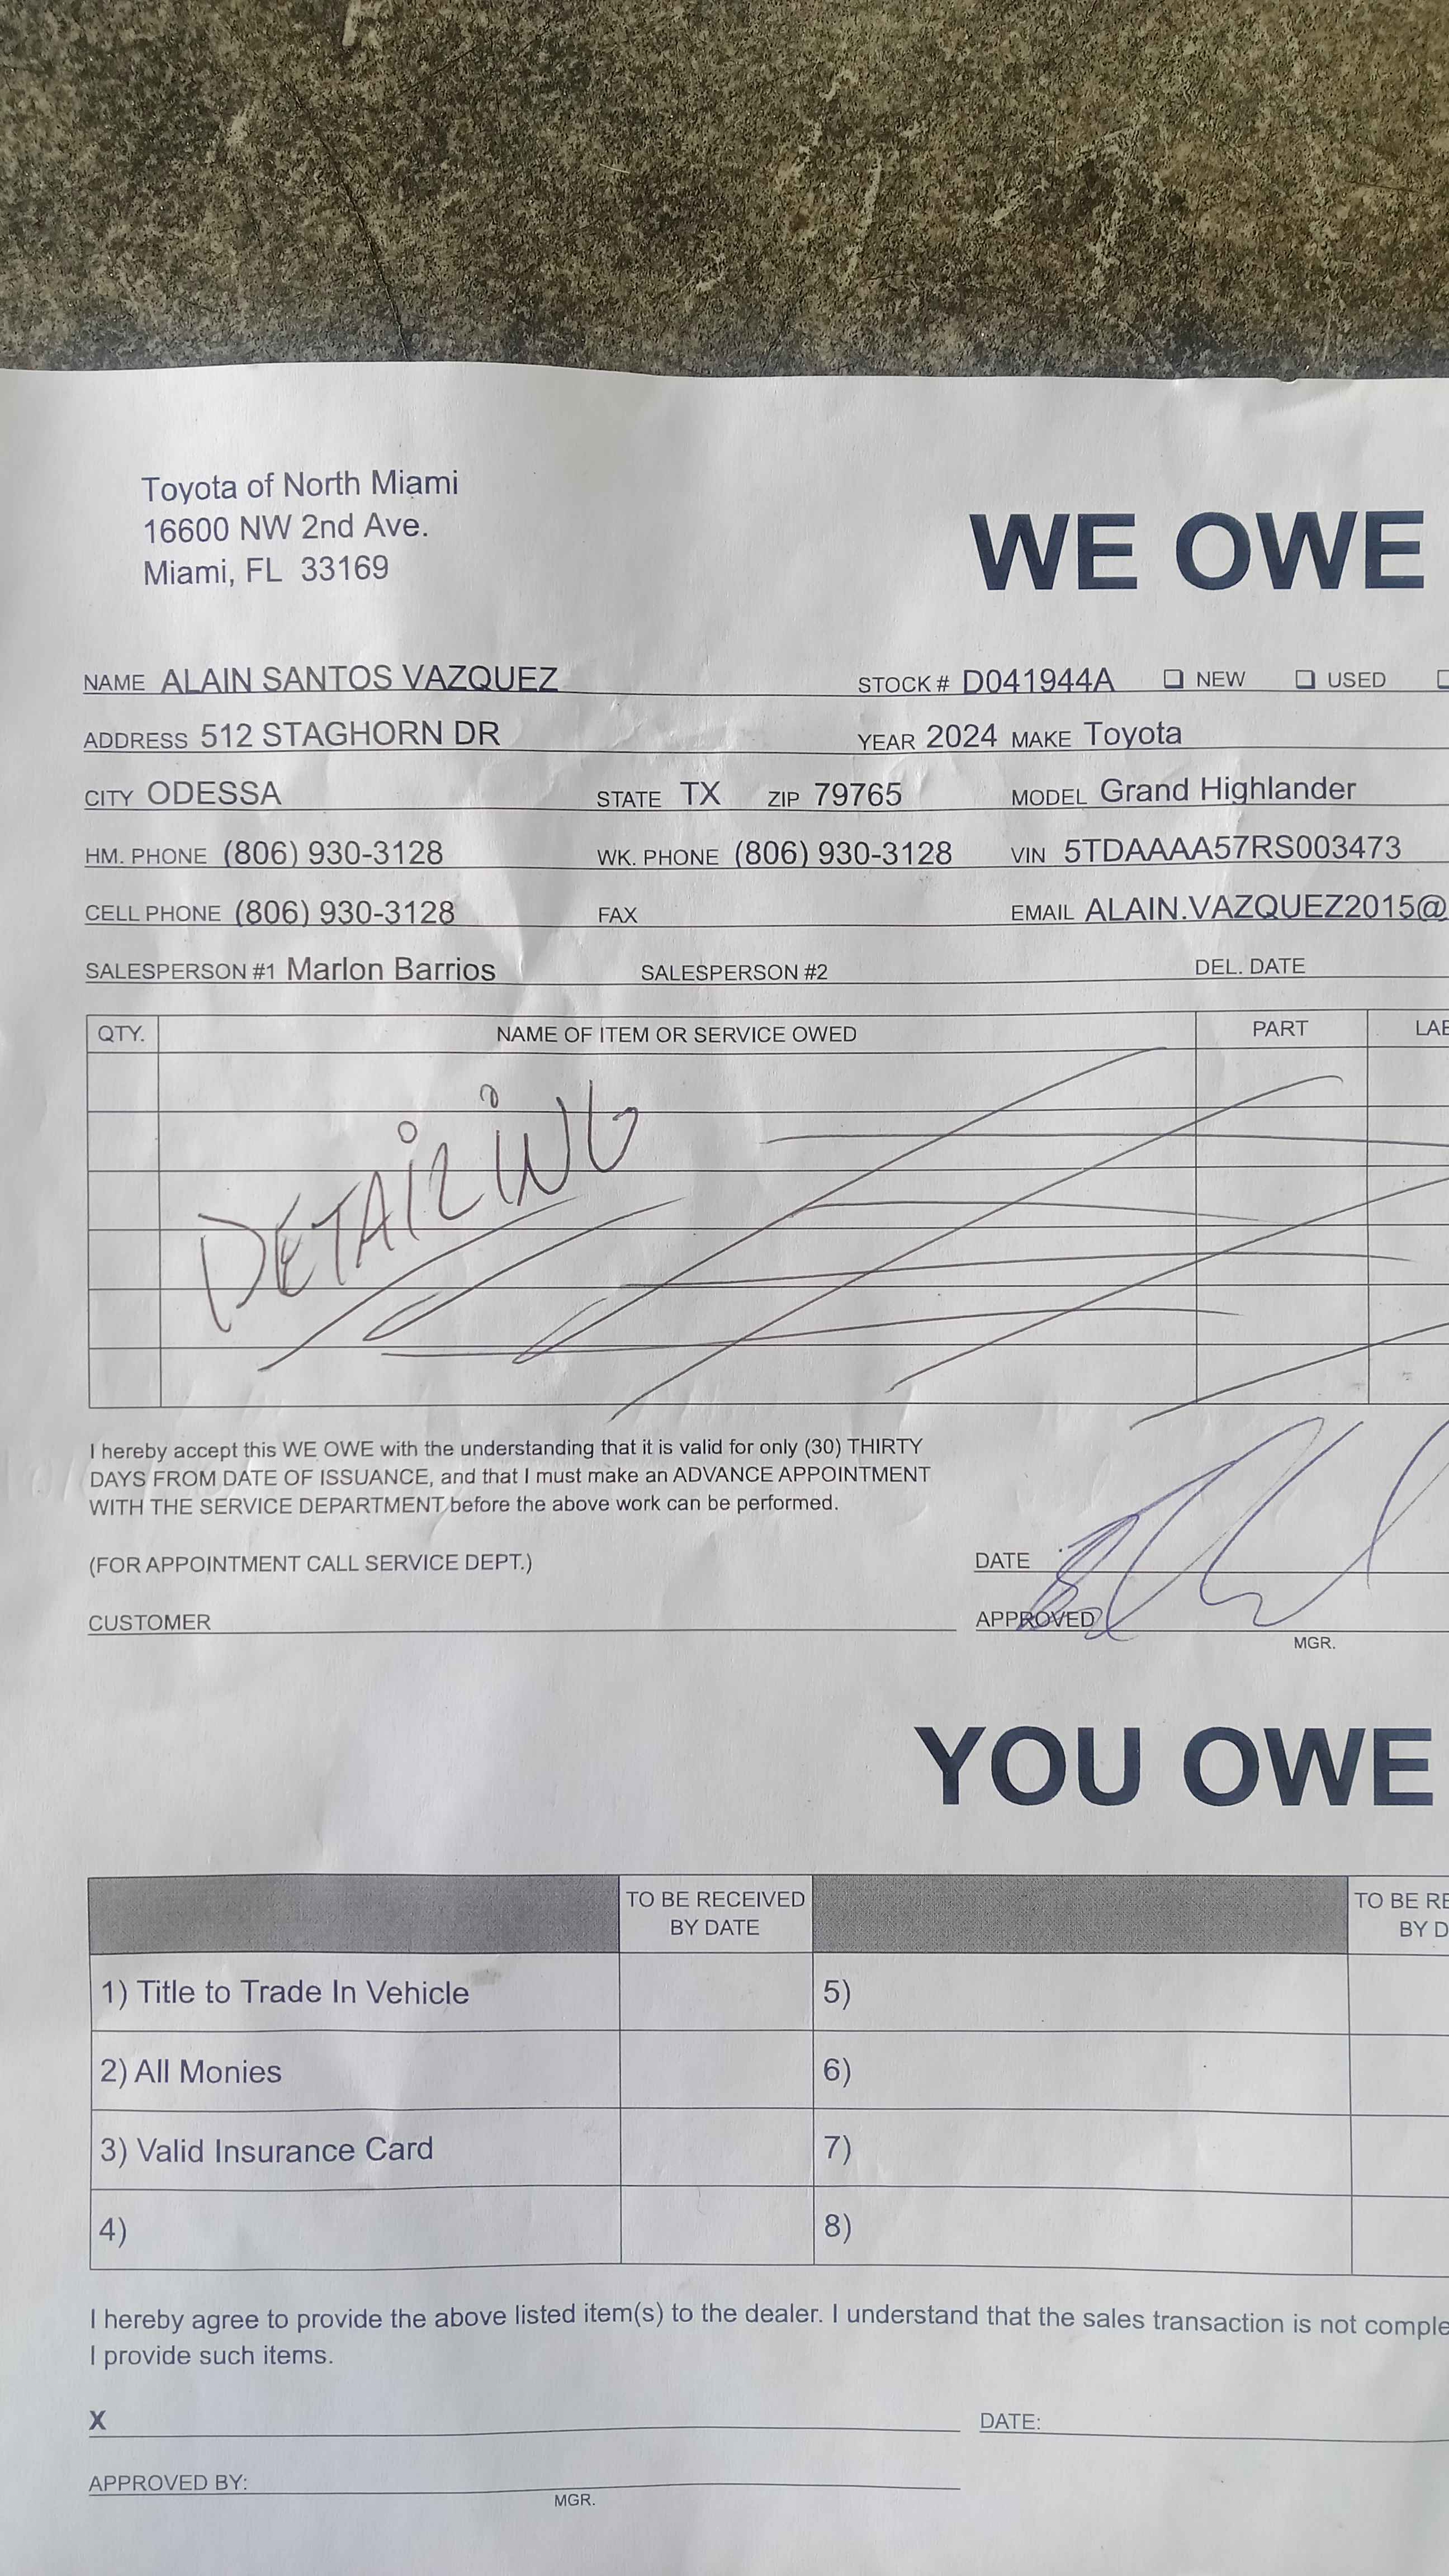 Toyota of North Miami
16600 NW 2nd Ave.
Miami, FL 33169
WE OWE
NAME ALAIN SANTOS VAZQUEZ STOCK # D041944A ☐ NEW ☐ USED ☐
ADDRESS 512 STAGHORN DR YEAR 2024 MAKE Toyota
CITY ODESSA STATE TX ZIP 79765 MODEL Grand Highlander
HM. PHONE (806) 930-3128 WK. PHONE (806) 930-3128 VIN 5TDAAAA57RS003473
CELL PHONE (806) 930-3128 FAX EMAIL ALAIN.VAZQUEZ2015@
SALESPERSON #1 Marlon Barrios SALESPERSON #2 DEL. DATE
QTY. NAME OF ITEM OR SERVICE OWED PART
DETAILING
I hereby accept this WE OWE with the understanding that it is valid for only (30) THIRTY
DAYS FROM DATE OF ISSUANCE, and that I must make an ADVANCE APPOINTMENT
WITH THE SERVICE DEPARTMENT before the above work can be performed.
(FOR APPOINTMENT CALL SERVICE DEPT.) DATE
CUSTOMER APPROVED
MGR.
YOU OWE
TO BE RECEIVED TO BE RE
BY DATE BY D
1) Title to Trade In Vehicle 5)
2) All Monies 6)
3) Valid Insurance Card 7)
4) 8)
I hereby agree to provide the above listed item(s) to the dealer. I understand that the sales transaction is not comple
I provide such items.
X DATE:
APPROVED BY:
MGR.